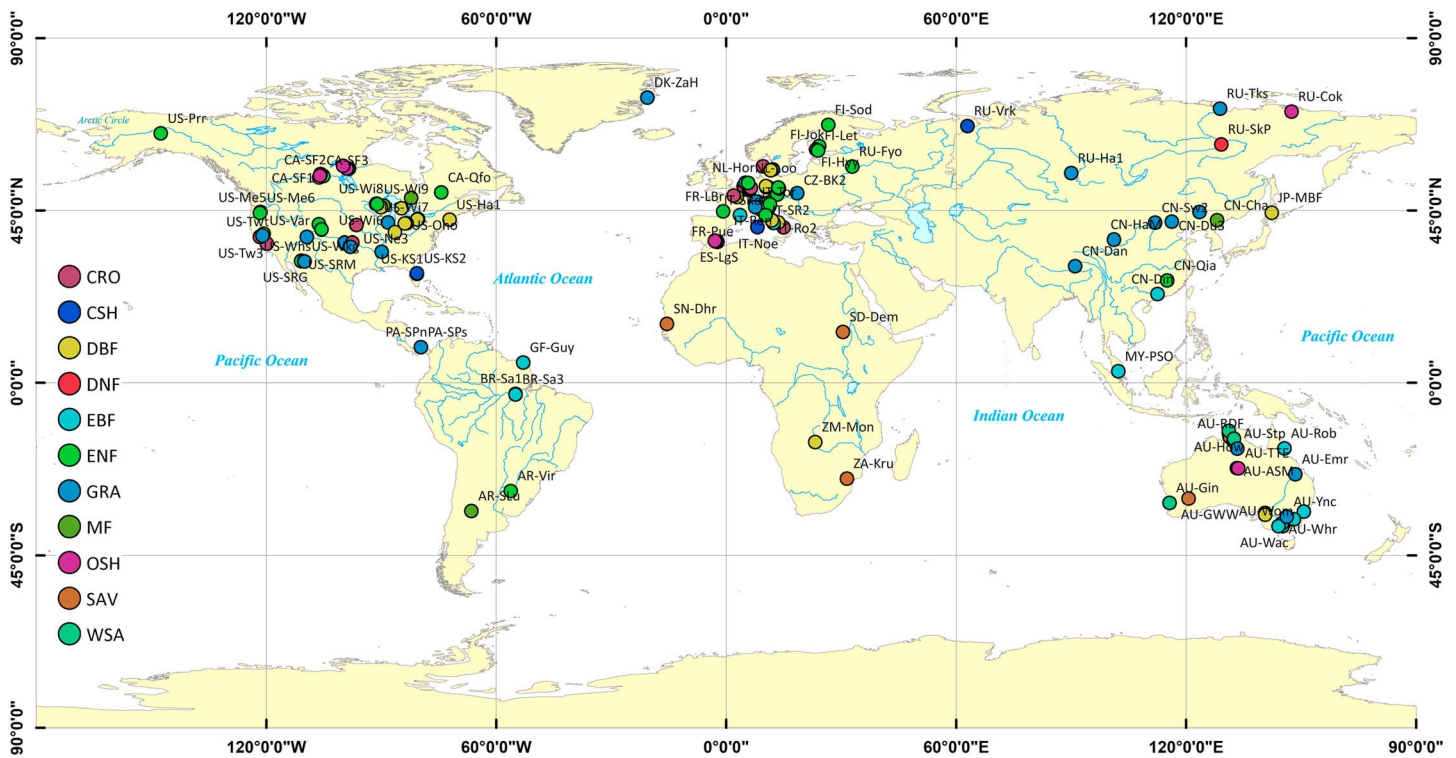 120°0'0"W 60°0'0"W 0°0'0" 60°0'0"E 120°0'0"E
90°0'0"N
90°0'0"N
DK-ZaH
RU-Tks
RU-Cok
Arctic Circle
US-Prr
FI-Sod
RU-Vrk
RU-SkP
FI-Jok FI-Let
CA-SF2 CA-SF3
NL-Hor
FI-Hyy
RU-Fyo
RU-Ha1
CA-SF1
CA-Qfo
US-Wi8 US-Wi9
FR-LBr
CZ-BK2
US-Me5 US-Me6
US-Wi7
US-Ha1
CN-Sw2
CN-Cha
JP-MBF
45°0'0"N
45°0'0"N
US-Var
US-Wi6
US-Oho
IT-SR2
CN-HaM
CN-Du3
US-Tw3
US-Whs
US-Ne3
FR-Pue
IT-Noe
CN-Dan
US-SRM
US-KS1 US-KS2
ES-LgS
US-SRG
CN-Qia
CN-Din
CRO
CSH
DBF
DNF
EBF
ENF
GRA
MF
OSH
SAV
WSA
Atlantic Ocean
SN-Dhr
SD-Dem
PA-SPn PA-SPs
Pacific Ocean
Pacific Ocean
GF-Guy
MY-PSO
BR-Sa1 BR-Sa3
0°0'0"
0°0'0"
Indian Ocean
ZM-Mon
AU-RDF
AU-Stp
AU-Rob
AU-How
AU-TTE
AU-Emr
ZA-Kru
AU-ASM
AR-Vir
AR-SLu
AU-Gin
AU-Ync
AU-GWW
AU-Wom
AU-Whr
AU-Wac
45°0'0"S
45°0'0"S
90°0'0"S
90°0'0"S
120°0'0"W 60°0'0"W 0°0'0" 60°0'0"E 120°0'0"E 90°0'0"